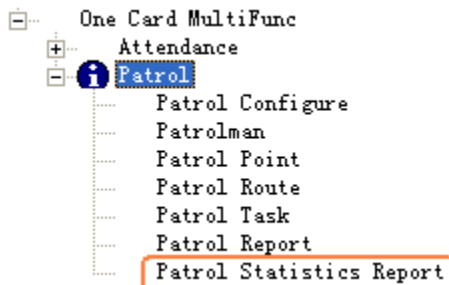 One Card MultiFunc
Attendance
Patrol
Patrol Configure
Patrolman
Patrol Point
Patrol Route
Patrol Task
Patrol Report
Patrol Statistics Report